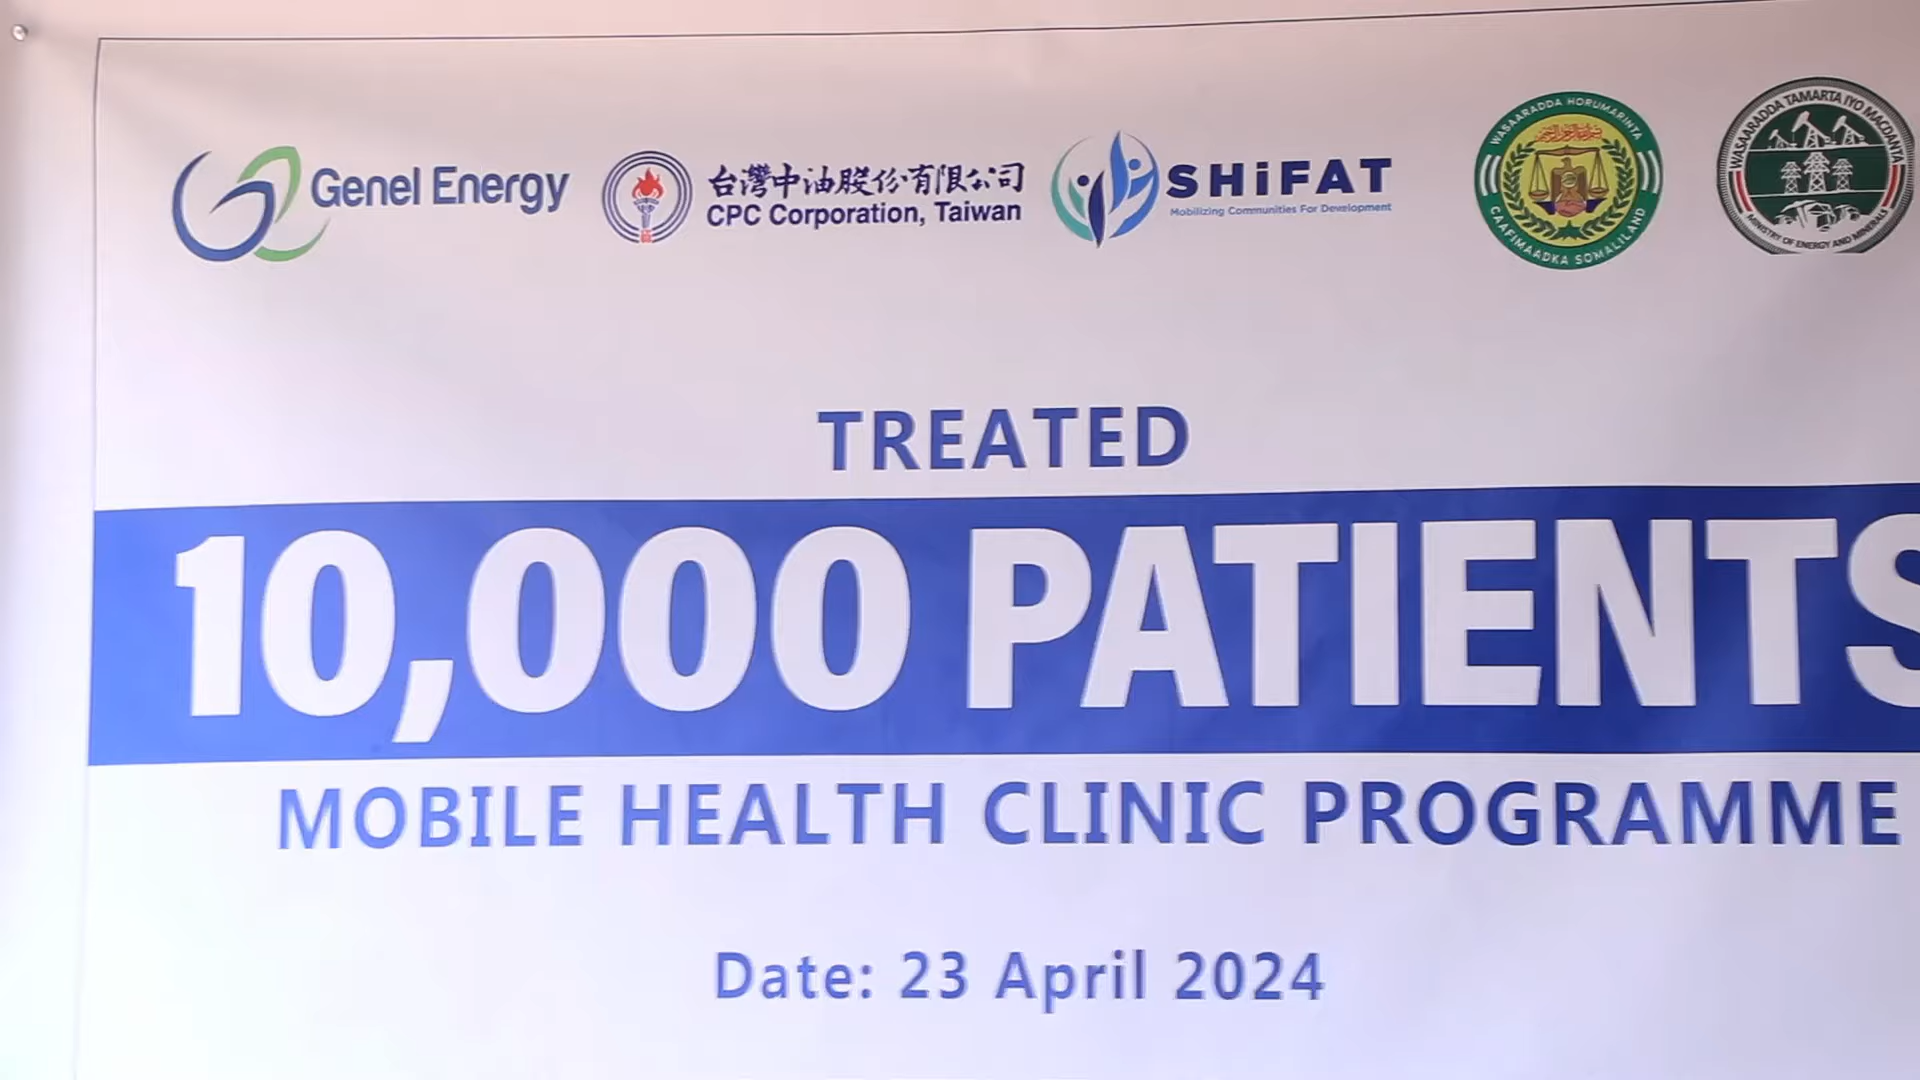 Genel Energy
台灣中油股份有限公司
CPC Corporation, Taiwan
SHiFAT
Mobilizing Communities For Development
WASAARADDA HORUMARINTA
CAAFIMAADKA SOMALILAND
WASAARADDA TAMARTA IYO MACDANTA
MINISTRY OF ENERGY AND MINERALS
TREATED
10,000 PATIENTS
MOBILE HEALTH CLINIC PROGRAMME
Date: 23 April 2024